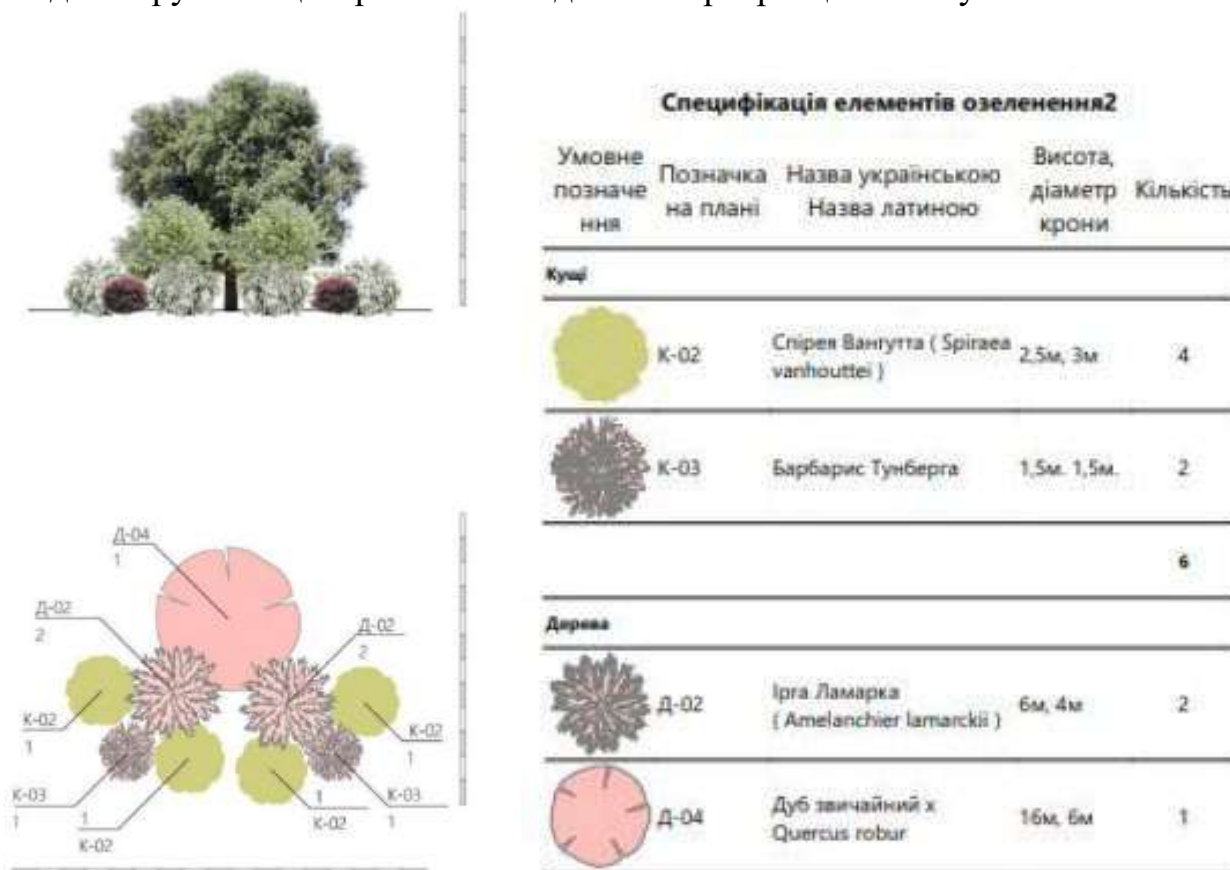 Специфікація елементів озеленення2
Умовне позначе ння
Позначка на плані
Назва українською Назва латиною
Висота, діаметр крони
Кількість
Кущі
К-02 Спірея Вангутта ( Spiraea vanhouttei ) 2,5м, 3м 4
К-03 Барбарис Тунберга 1,5м. 1,5м. 2
6
Дерева
Д-02 Ірга Ламарка ( Amelanchier lamarckii ) 6м, 4м 2
Д-04 Дуб звичайний х Quercus robur 16м, 6м 1
Д-04
1
Д-02
2
Д-02
2
К-02
1
К-02
1
К-03
1
1
К-02
1
К-02
К-03
1